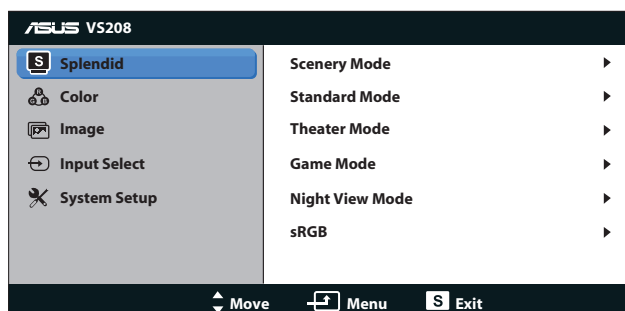 ASUS VS208
S Splendid
Color
Image
Input Select
System Setup
Scenery Mode
Standard Mode
Theater Mode
Game Mode
Night View Mode
sRGB
Move Menu S Exit